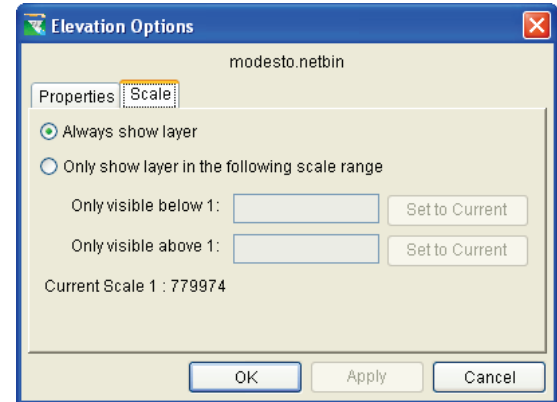 Elevation Options
modesto.netbin
Properties Scale
Always show layer
Only show layer in the following scale range
Only visible below 1: Set to Current
Only visible above 1: Set to Current
Current Scale 1 : 779974
OK Apply Cancel